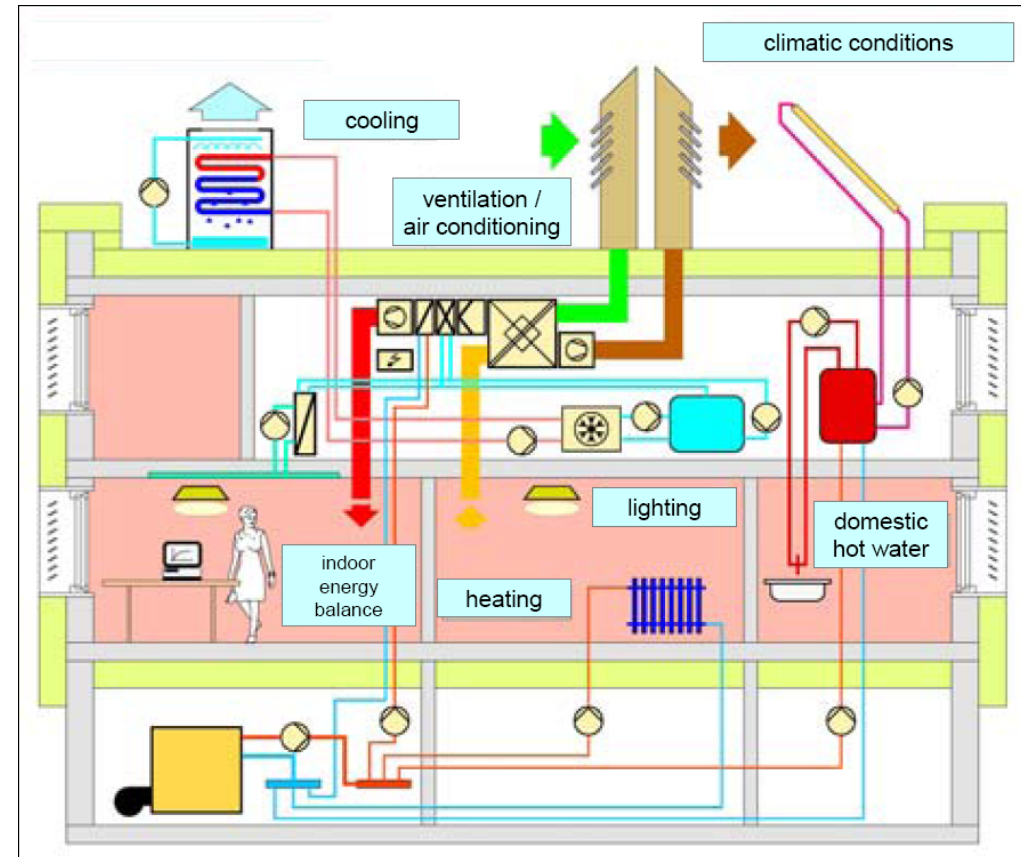 climatic conditions
cooling
ventilation /
air conditioning
lighting
domestic
hot water
indoor
energy
balance
heating